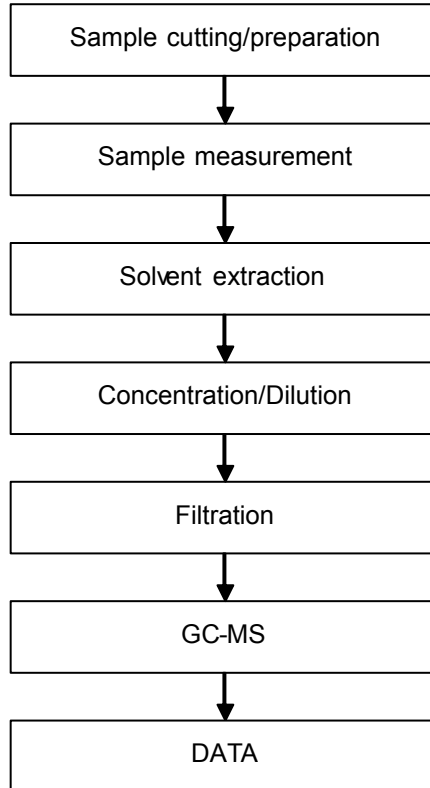 Sample cutting/preparation
Sample measurement
Solvent extraction
Concentration/Dilution
Filtration
GC-MS
DATA